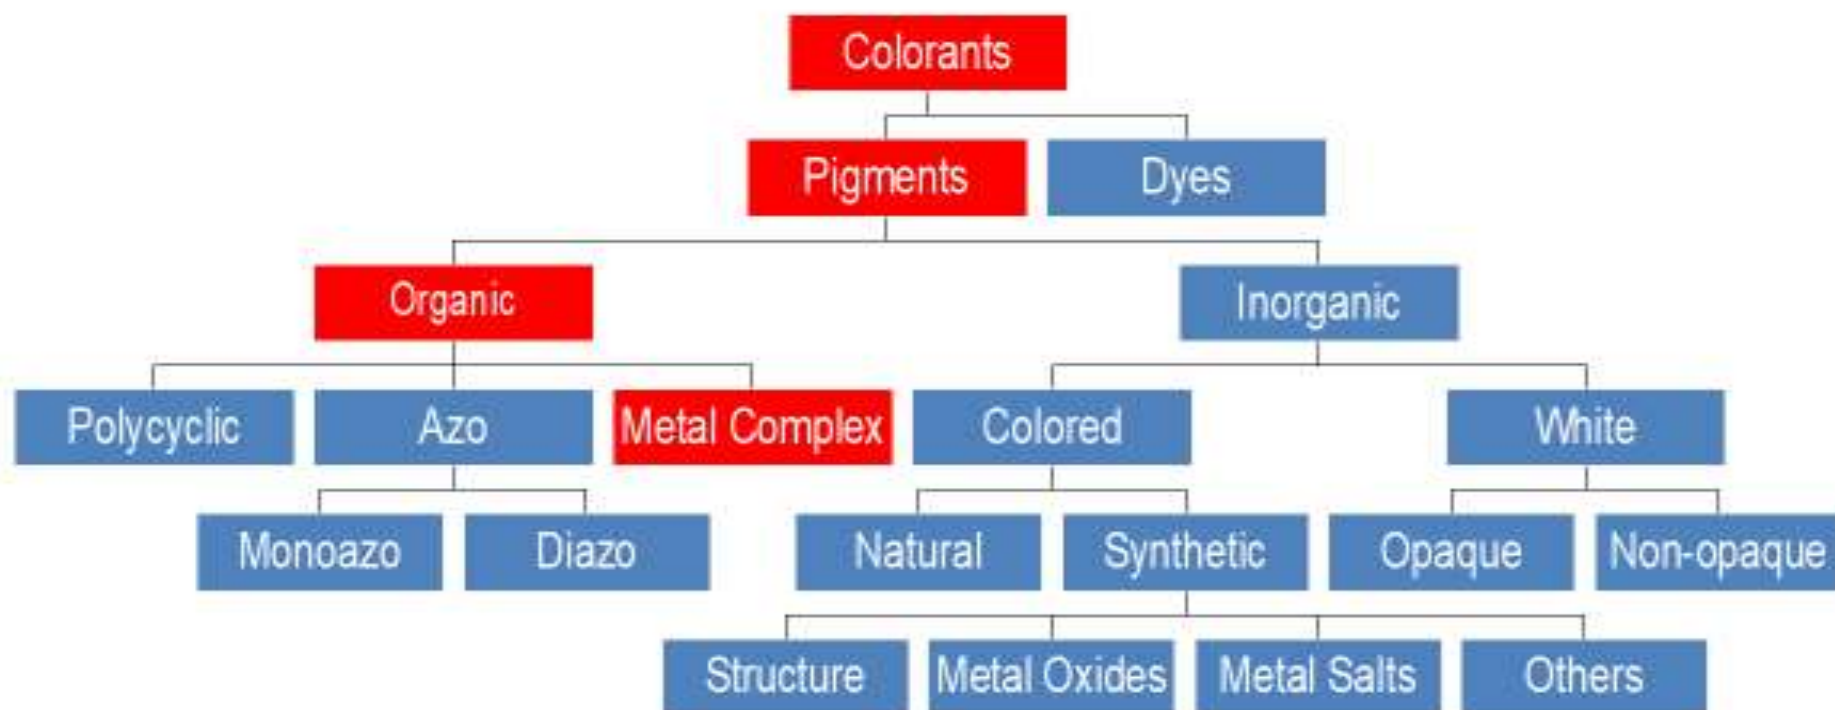 Colorants
Pigments
Dyes
Organic
Inorganic
Polycyclic
Azo
Metal Complex
Colored
White
Monoazo
Diazo
Natural
Synthetic
Opaque
Non-opaque
Structure
Metal Oxides
Metal Salts
Others